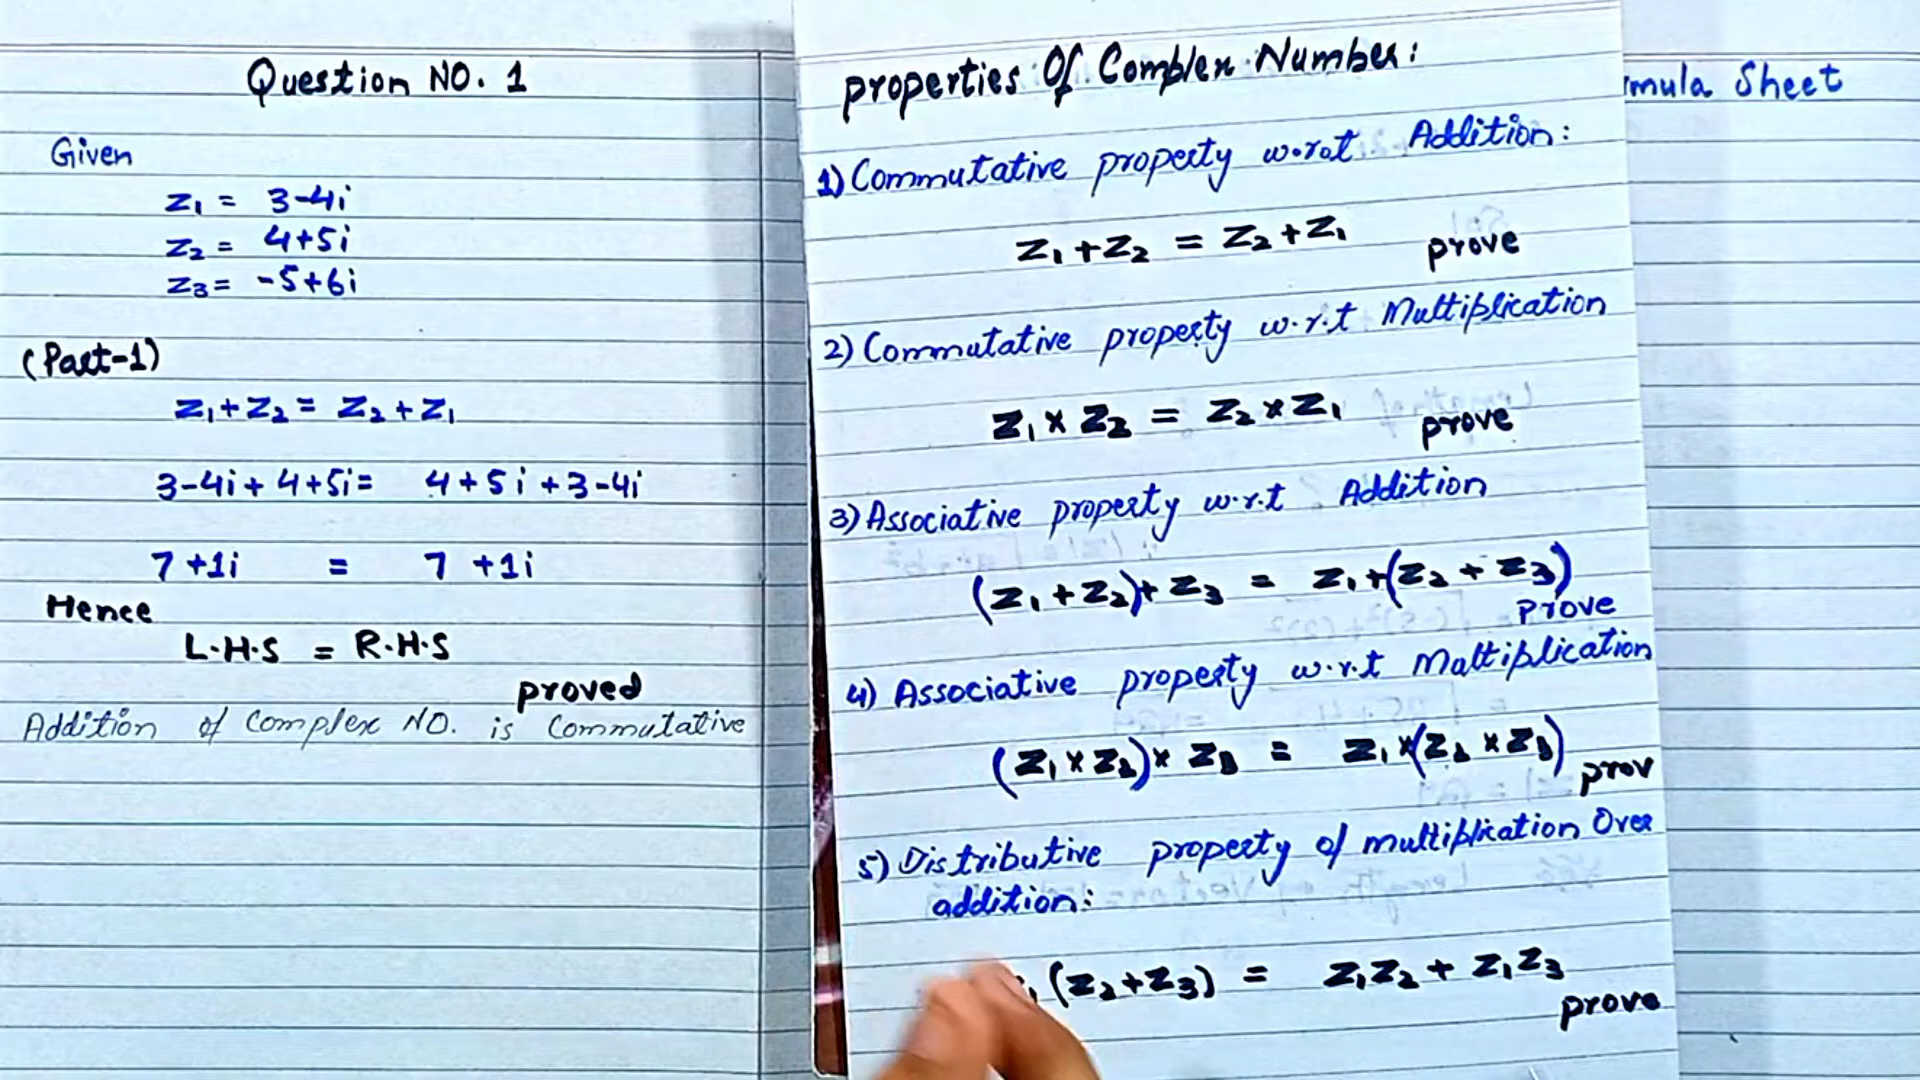 Question NO. 1
Given
z₁ = 3-4i
z₂ = 4+5i
z₃= -5+6i
(Part-1)
z₁+z₂ = z₂+z₁
3-4i+4+5i= 4+5i+3-4i
7+1i = 7+1i
Hence
L.H.S = R.H.S
proved
Addition of Complex NO. is Commutative
properties Of Complex Number:
1) Commutative property w.r.t Addition:
z₁+z₂ = z₂+z₁ prove
2) Commutative property w.r.t Multiplication
z₁ × z₂ = z₂×z₁ prove
3) Associative property w.r.t Addition
(z₁+z₂)+z₃ = z₁+(z₂+z₃)
prove
4) Associative property w.r.t Multiplication
(z₁×z₂)×z₃ = z₁×(z₂×z₃) prov
5) Distributive property of multiplication Over
addition:
(z₂+z₃) = z₁z₂+z₁z₃
prove
mula Sheet